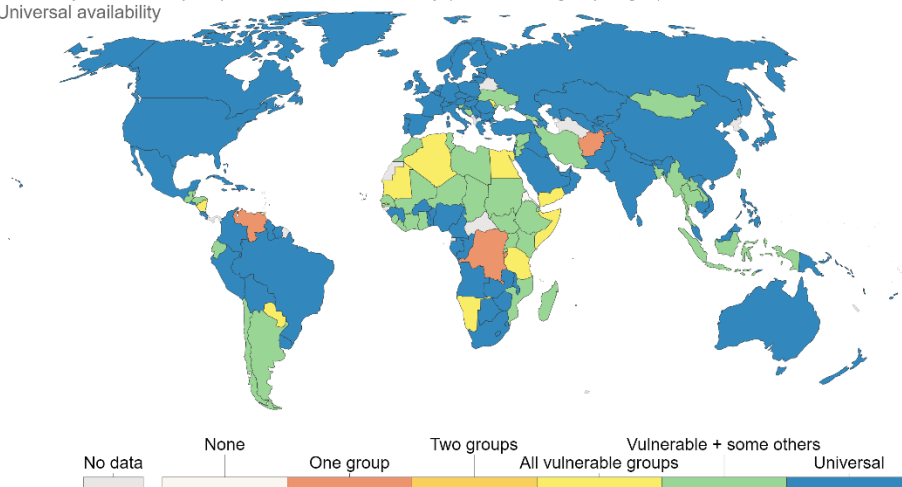 Universal availability
None
Two groups
Vulnerable + some others
No data
One group
All vulnerable groups
Universal